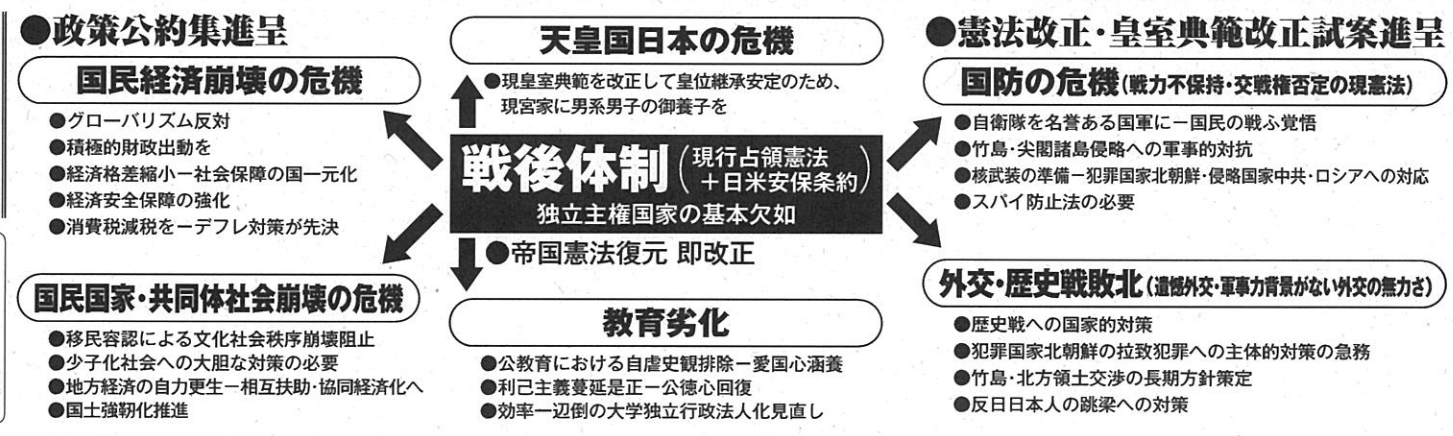 ●政策公約集進呈
国民経済崩壊の危機
●グローバリズム反対
●積極的財政出動を
●経済格差縮小ー社会保障の国一元化
●経済安全保障の強化
●消費税減税をーデフレ対策が先決
国民国家・共同体社会崩壊の危機
●移民容認による文化社会秩序崩壊阻止
●少子化社会への大胆な対策の必要
●地方経済の自力更生ー相互扶助・協同経済化へ
●国土強靭化推進
天皇国日本の危機
●現皇室典範を改正して皇位継承安定のため、
現宮家に男系男子の御養子を
戦後体制(現行占領憲法
+日米安保条約)
独立主権国家の基本欠如
●帝国憲法復元 即改正
教育劣化
●公教育における自虐史観排除ー愛国心涵養
●利己主義蔓延是正ー公徳心回復
●効率一辺倒の大学独立行政法人化見直し
●憲法改正・皇室典範改正試案進呈
国防の危機(戦力不保持・交戦権否定の現憲法)
●自衛隊を名誉ある国軍にー国民の戦ふ覚悟
●竹島・尖閣諸島侵略への軍事的対抗
●核武装の準備ー犯罪国家北朝鮮・侵略国家中共・ロシアへの対応
●スパイ防止法の必要
外交・歴史戦敗北(遺憾外交・軍事力背景がない外交の無力さ)
●歴史戦への国家的対策
●犯罪国家北朝鮮の拉致犯罪への主体的対策の急務
●竹島・北方領土交渉の長期方針策定
●反日日本人の跳梁への対策